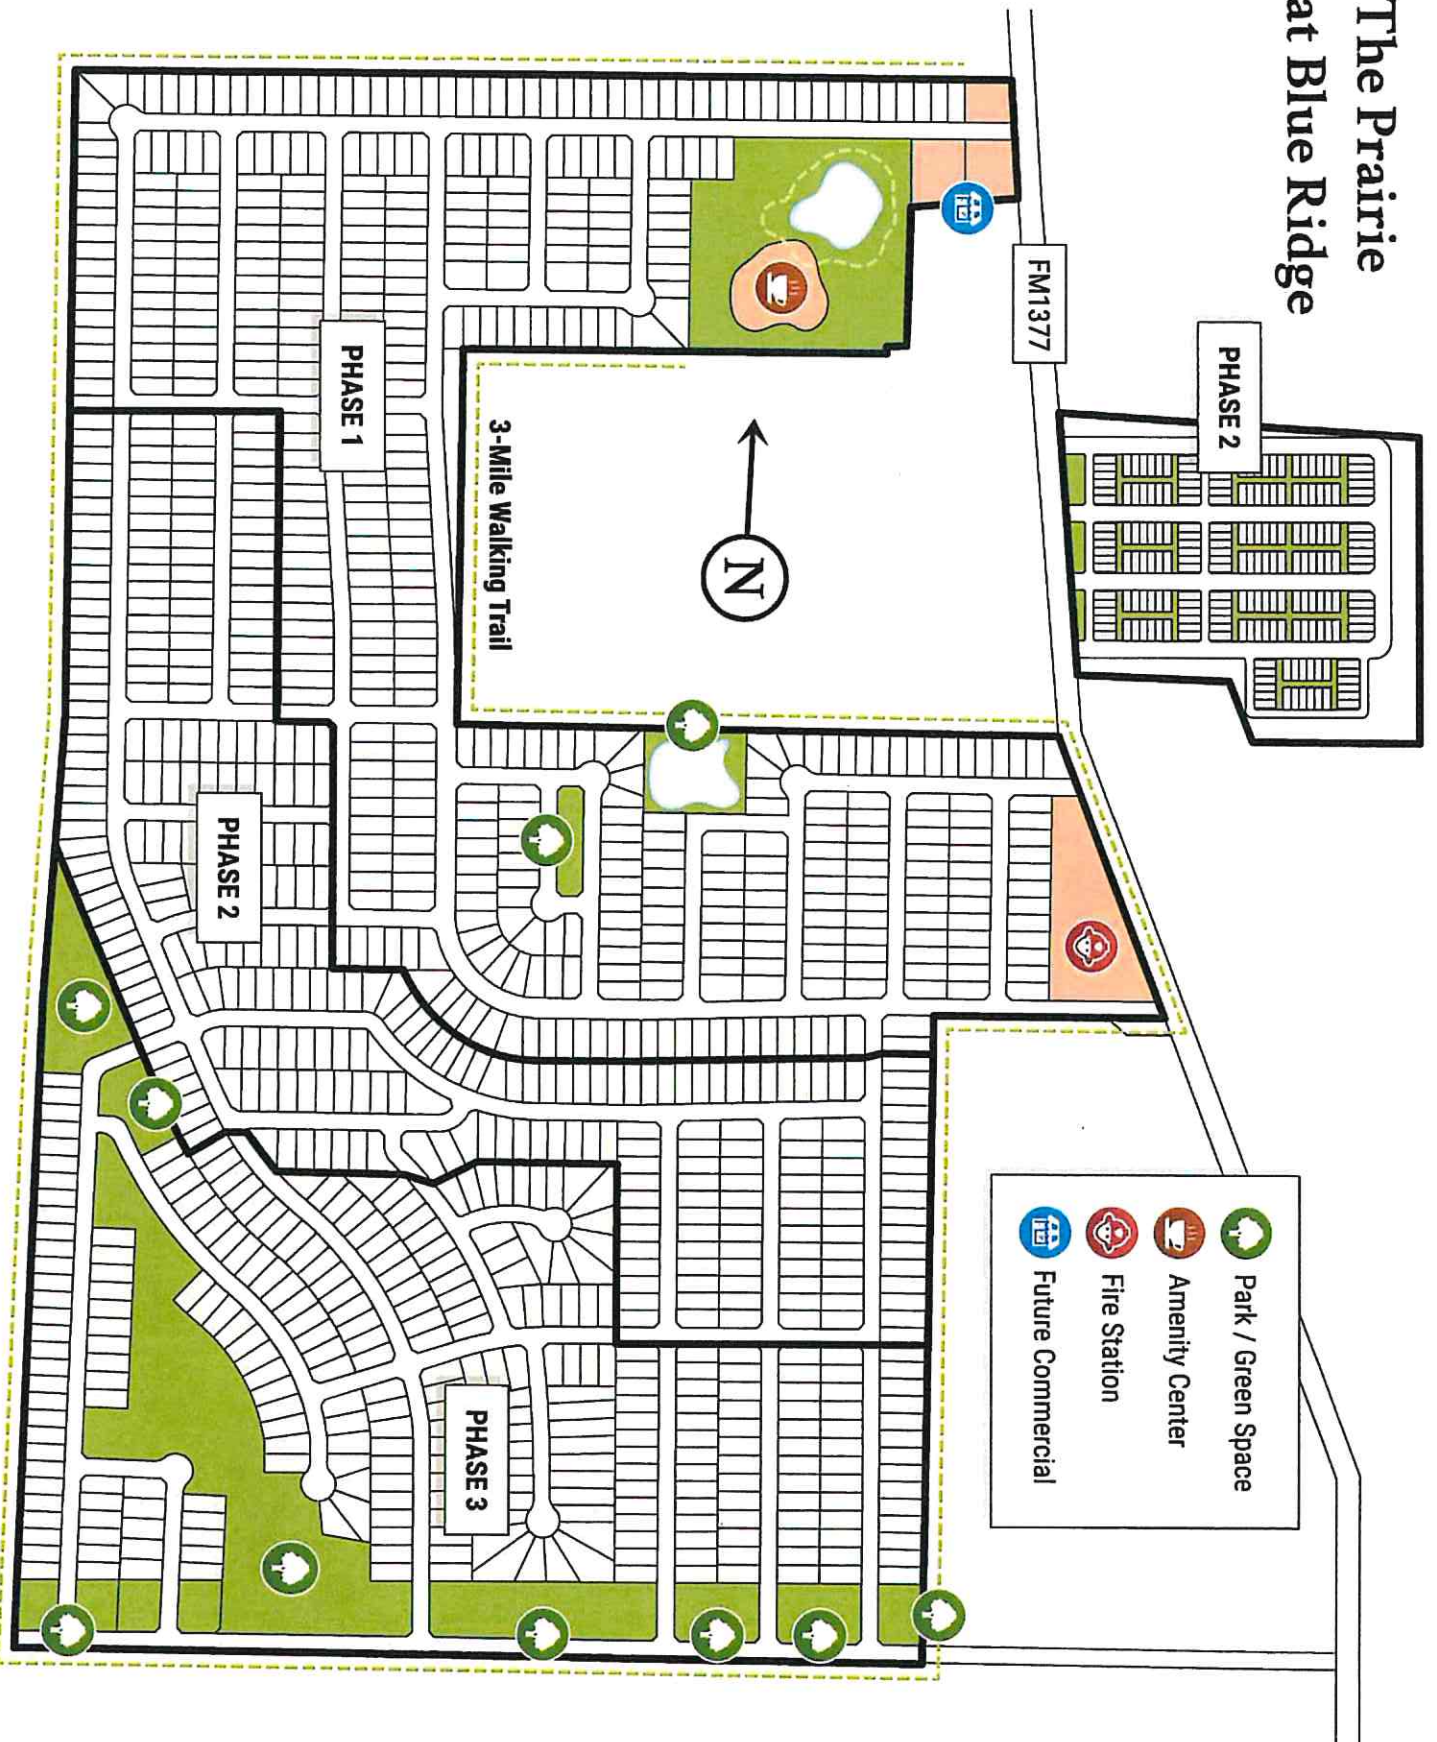 The Prairie
at Blue Ridge
PHASE 2
FM1377
N
3-Mile Walking Trail
PHASE 1
PHASE 2
PHASE 3
Park / Green Space
Amenity Center
Fire Station
Future Commercial